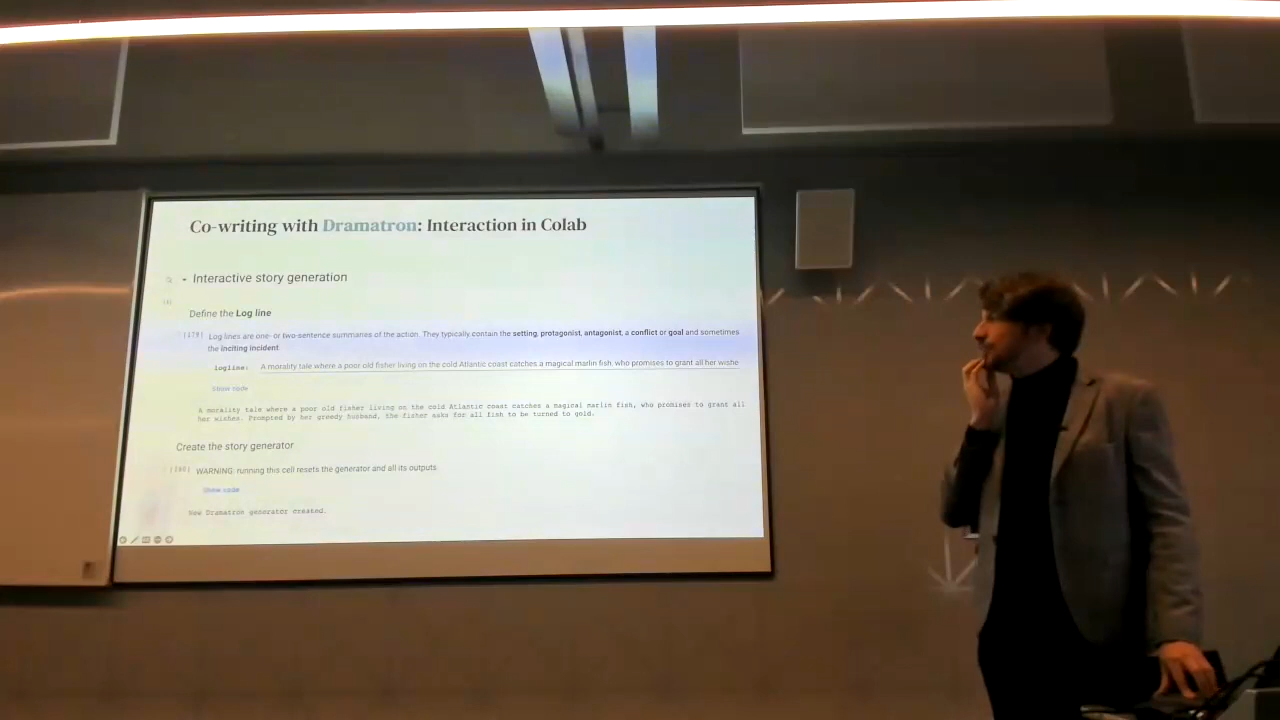 Co-writing with Dramatron: Interaction in Colab
Interactive story generation
Define the Log line
Log lines are one- or two-sentence summaries of the action. They typically contain the setting, protagonist, antagonist, a conflict or goal and sometimes
the inciting incident
logline: A morality tale where a poor old fisher living on the cold Atlantic coast catches a magical marlin fish, who promises to grant all her wishe
Show code
A morality tale where a poor old fisher living on the cold Atlantic coast catches a magical marlin fish, who promises to grant all
her wishes. Prompted by her greedy husband, the fisher asks for all fish to be turned to gold.
Create the story generator
WARNING: running this cell resets the generator and all its outputs.
Show code
New Dramatron generator created.